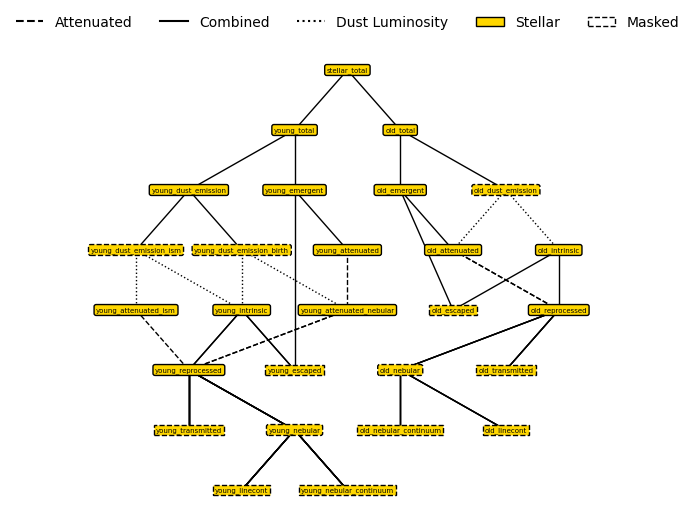 Attenuated Combined Dust Luminosity Stellar Masked
stellar_total
young_total old_total
young_dust_emission young_emergent old_emergent old_dust_emission
young_dust_emission_ism young_dust_emission_birth young_attenuated old_attenuated old_intrinsic
young_attenuated_ism young_intrinsic young_attenuated_nebular old_escaped old_reprocessed
young_reprocessed young_escaped old_nebular old_transmitted
young_transmitted young_nebular old_nebular_continuum old_linecont
young_linecont young_nebular_continuum